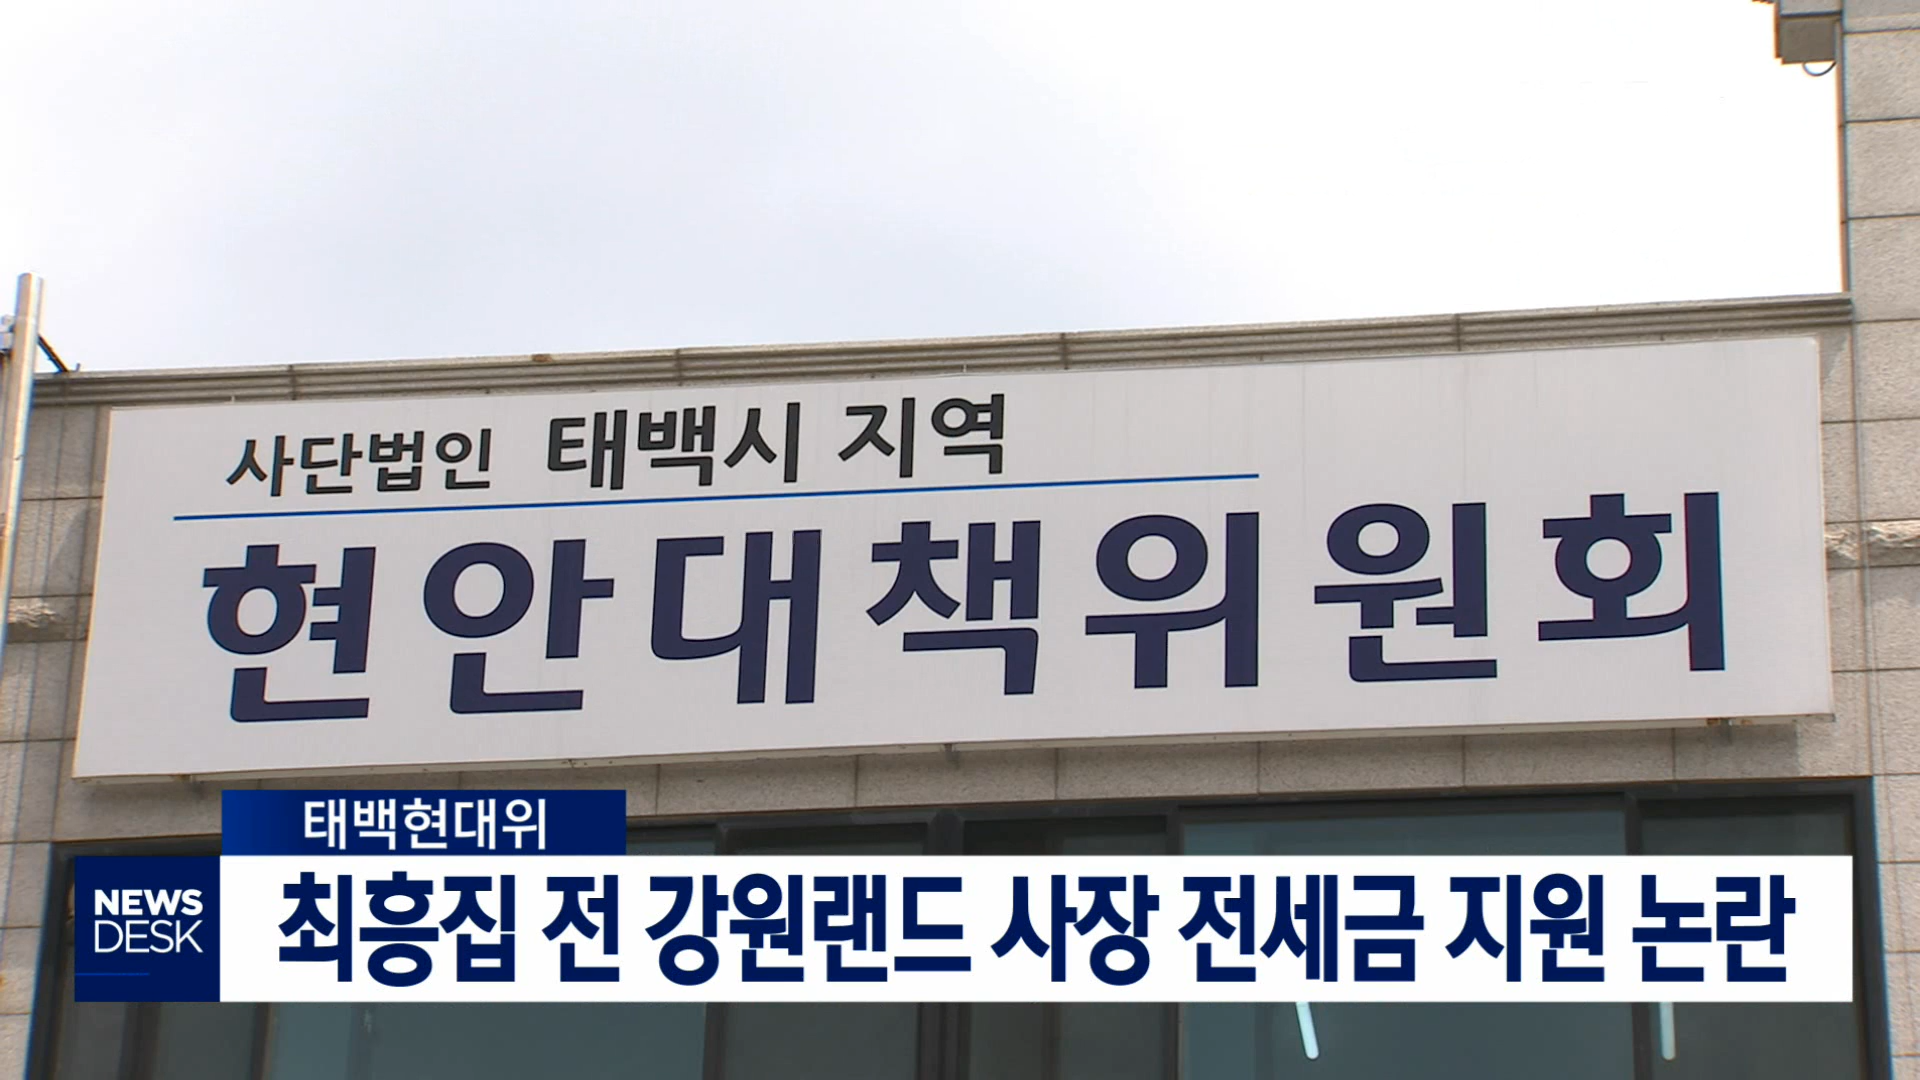 사단법인 태백시 지역
현안대책위원회
태백현대위
NEWS
DESK
최흥집 전 강원랜드 사장 전세금 지원 논란